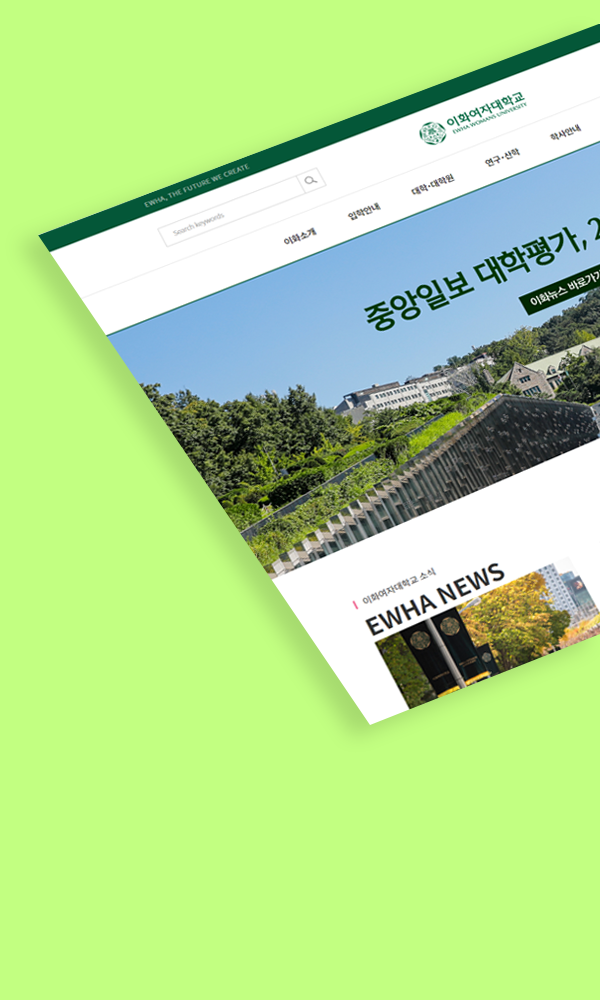 EWHA, THE FUTURE WE CREATE
이화여자대학교
EWHA WOMANS UNIVERSITY
Search keywords
이화소개 입학안내 대학·대학원 연구·산학 학사안내
중앙일보 대학평가, 2
이화뉴스 바로가기
이화여자대학교 소식
EWHA NEWS